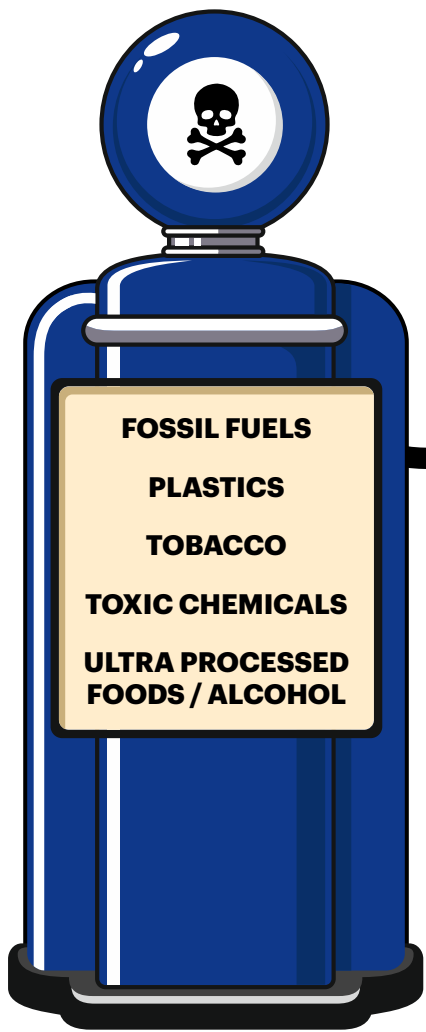 FOSSIL FUELS
PLASTICS
TOBACCO
TOXIC CHEMICALS
ULTRA PROCESSED
FOODS / ALCOHOL